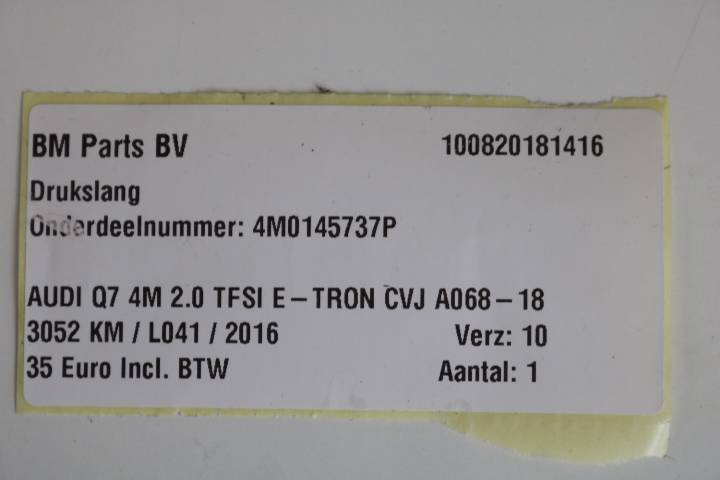 BM Parts BV 100820181416
Drukslang
Onderdeelnummer: 4M0145737P
AUDI Q7 4M 2.0 TFSI E-TRON CVJ A068-18
3052 KM / L041 / 2016 Verz: 10
35 Euro Incl. BTW Aantal: 1